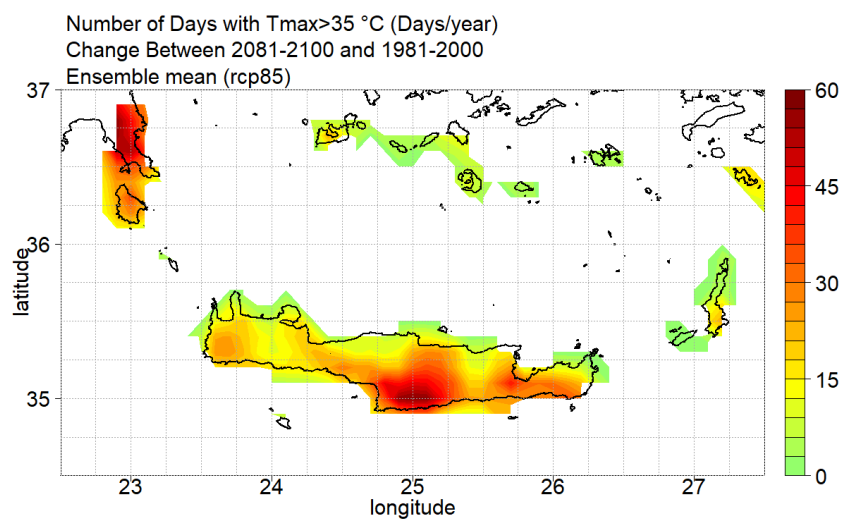 Number of Days with Tmax>35 °C (Days/year)
Change Between 2081-2100 and 1981-2000
Ensemble mean (rcp85)
37
36
35
latitude
23 24 25 26 27
longitude
60
45
30
15
0